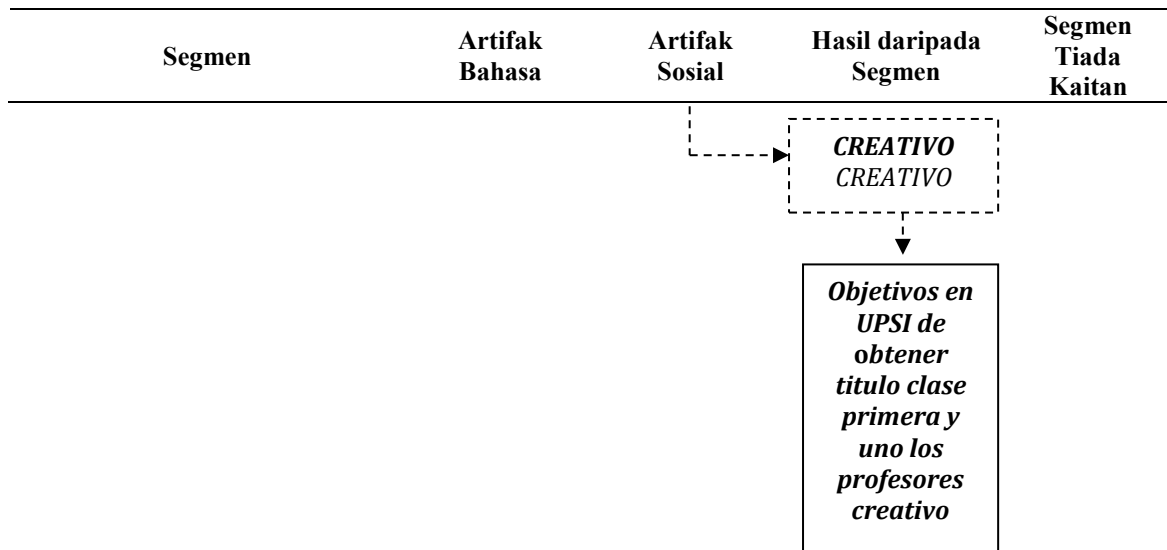 Segmen
Artifak
Bahasa
Artifak
Sosial
Hasil daripada
Segmen
Segmen
Tiada
Kaitan
CREATIVO
CREATIVO
Objetivos en
UPSI de
obtener
titulo clase
primera y
uno los
profesores
creativo